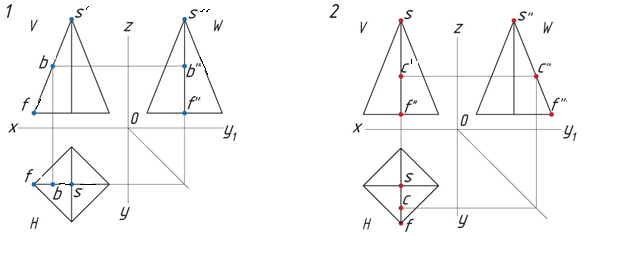 1 V s' z s'' W
b b''
f f''
x 0 y₁
f b s
H y
2 V s z s'' W
c' c''
f'' f''
x 0 y₁
s
c
H f y